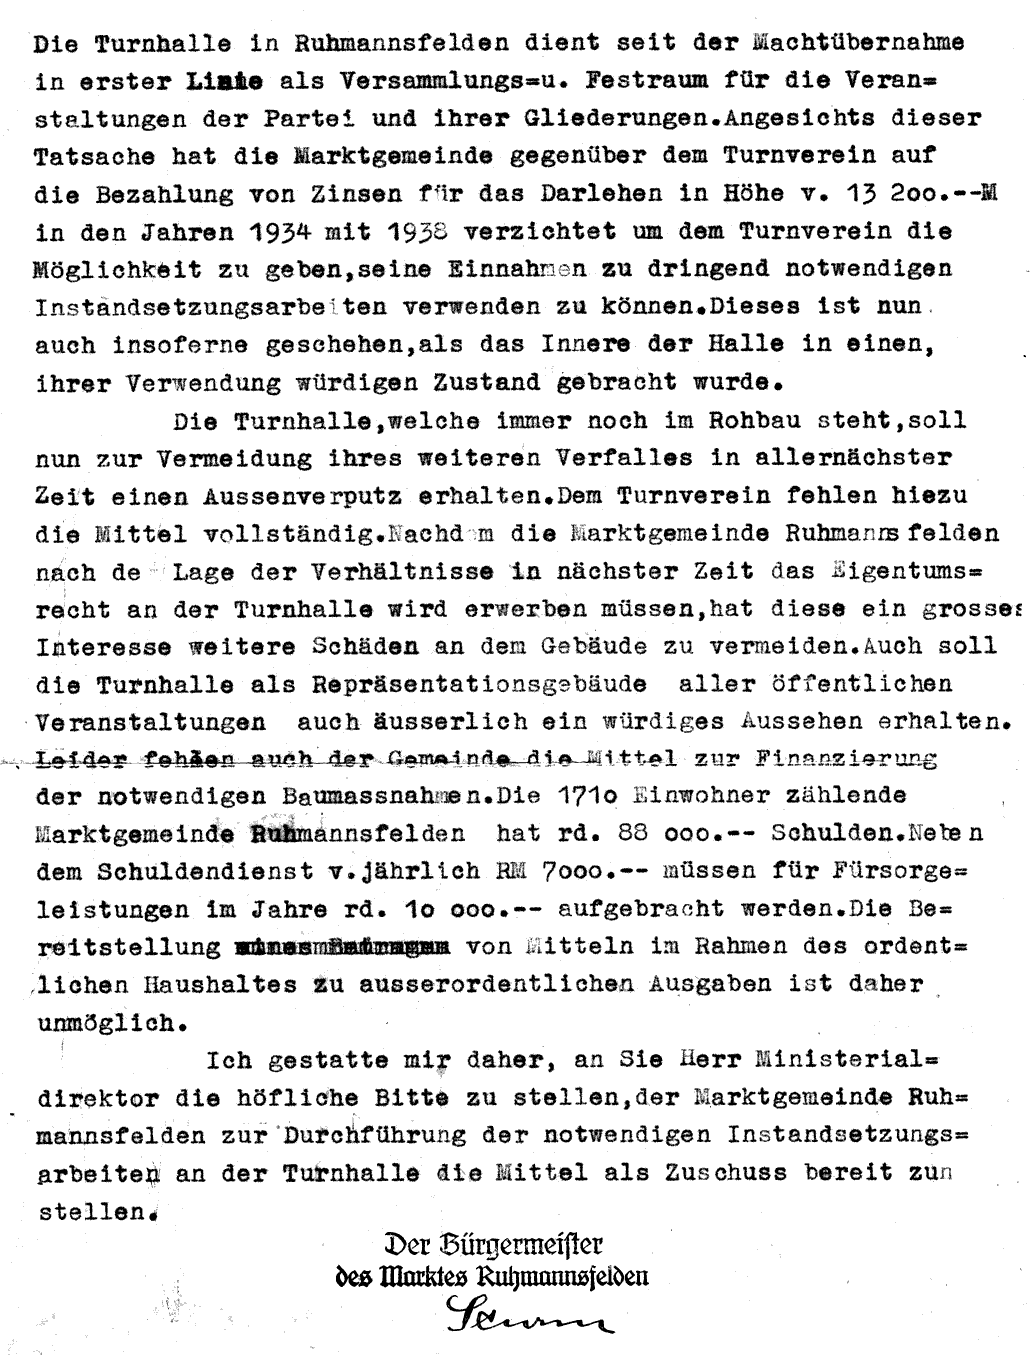 Die Turnhalle in Ruhmannsfelden dient seit der Machtübernahme
in erster Linie als Versammlungs=u. Festraum für die Veran=
staltungen der Partei und ihrer Gliederungen.Angesichts dieser
Tatsache hat die Marktgemeinde gegenüber dem Turnverein auf
die Bezahlung von Zinsen für das Darlehen in Höhe v. 13 2oo.--M
in den Jahren 1934 mit 1938 verzichtet um dem Turnverein die
Möglichkeit zu geben,seine Einnahmen zu dringend notwendigen
Instandsetzungsarbeiten verwenden zu können.Dieses ist nun
auch insoferne geschehen,als das Innere der Halle in einen,
ihrer Verwendung würdigen Zustand gebracht wurde.
Die Turnhalle,welche immer noch im Rohbau steht,soll
nun zur Vermeidung ihres weiteren Verfalles in allernächster
Zeit einen Aussenverputz erhalten.Dem Turnverein fehlen hiezu
die Mittel vollständig.Nachdem die Marktgemeinde Ruhmannsfelden
nach de Lage der Verhältnisse in nächster Zeit das Eigentums=
recht an der Turnhalle wird erwerben müssen,hat diese ein grosses
Interesse weitere Schäden an dem Gebäude zu vermeiden.Auch soll
die Turnhalle als Repräsentationsgebäude aller öffentlichen
Veranstaltungen auch äusserlich ein würdiges Aussehen erhalten.
Leider fehlen auch der Gemeinde die Mittel zur Finanzierung
der notwendigen Baumassnahmen.Die 171o Einwohner zählende
Marktgemeinde Ruhmannsfelden hat rd. 88 ooo.-- Schulden.Neben
dem Schuldendienst v.jährlich RM 7ooo.-- müssen für Fürsorge=
leistungen im Jahre rd. 1o ooo.-- aufgebracht werden.Die Be=
reitstellung von Mitteln im Rahmen des ordent=
lichen Haushaltes zu ausserordentlichen Ausgaben ist daher
unmöglich.
Ich gestatte mir daher, an Sie Herr Ministerial=
direktor die höfliche Bitte zu stellen,der Marktgemeinde Ruh=
mannsfelden zur Durchführung der notwendigen Instandsetzungs=
arbeiten an der Turnhalle die Mittel als Zuschuss bereit zun
stellen.
Der Bürgermeister
des Marktes Ruhmannsfelden
Sturm